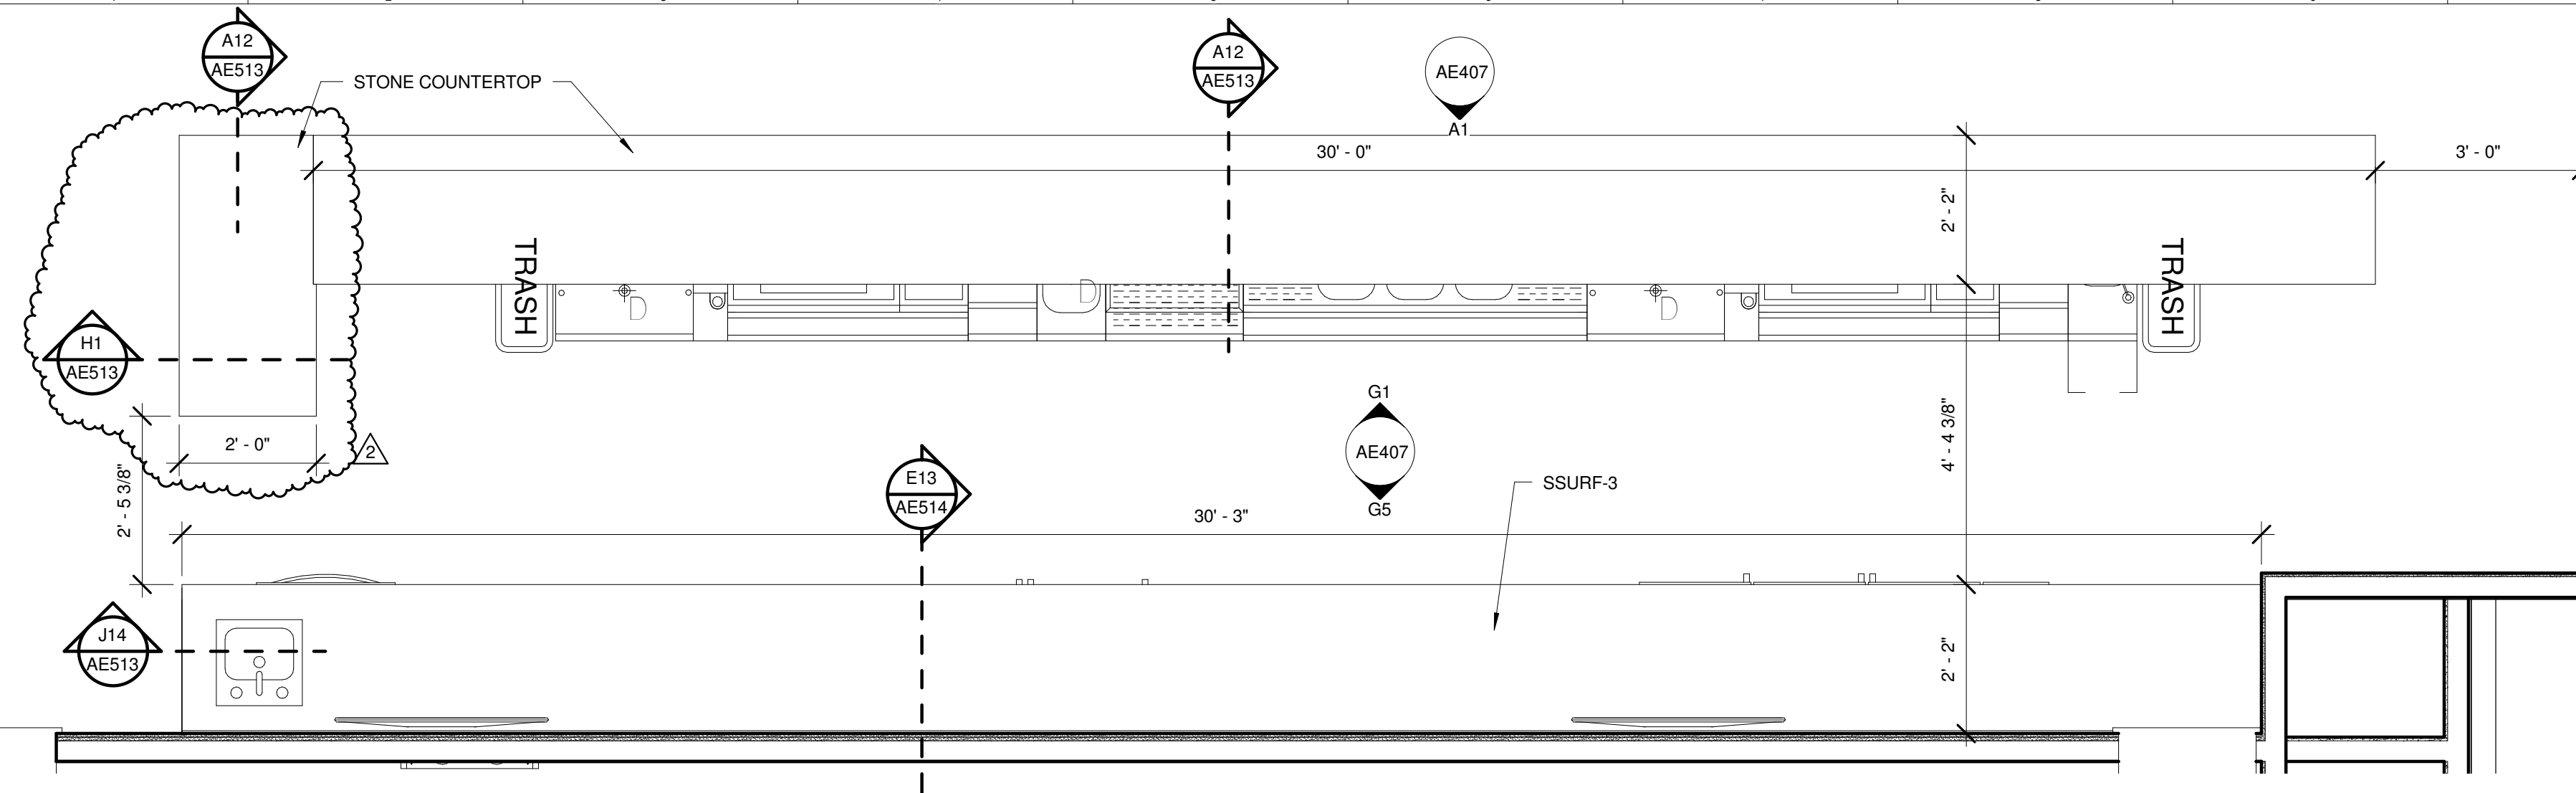 A12
AE513
STONE COUNTERTOP
A12
AE513
AE407
A1
30' - 0"
3' - 0"
2' - 2"
TRASH
TRASH
D
D
D
H1
AE513
G1
AE407
G5
4' - 4 3/8"
2' - 0"
2
2' - 5 3/8"
E13
AE514
SSURF-3
30' - 3"
J14
AE513
2' - 2"